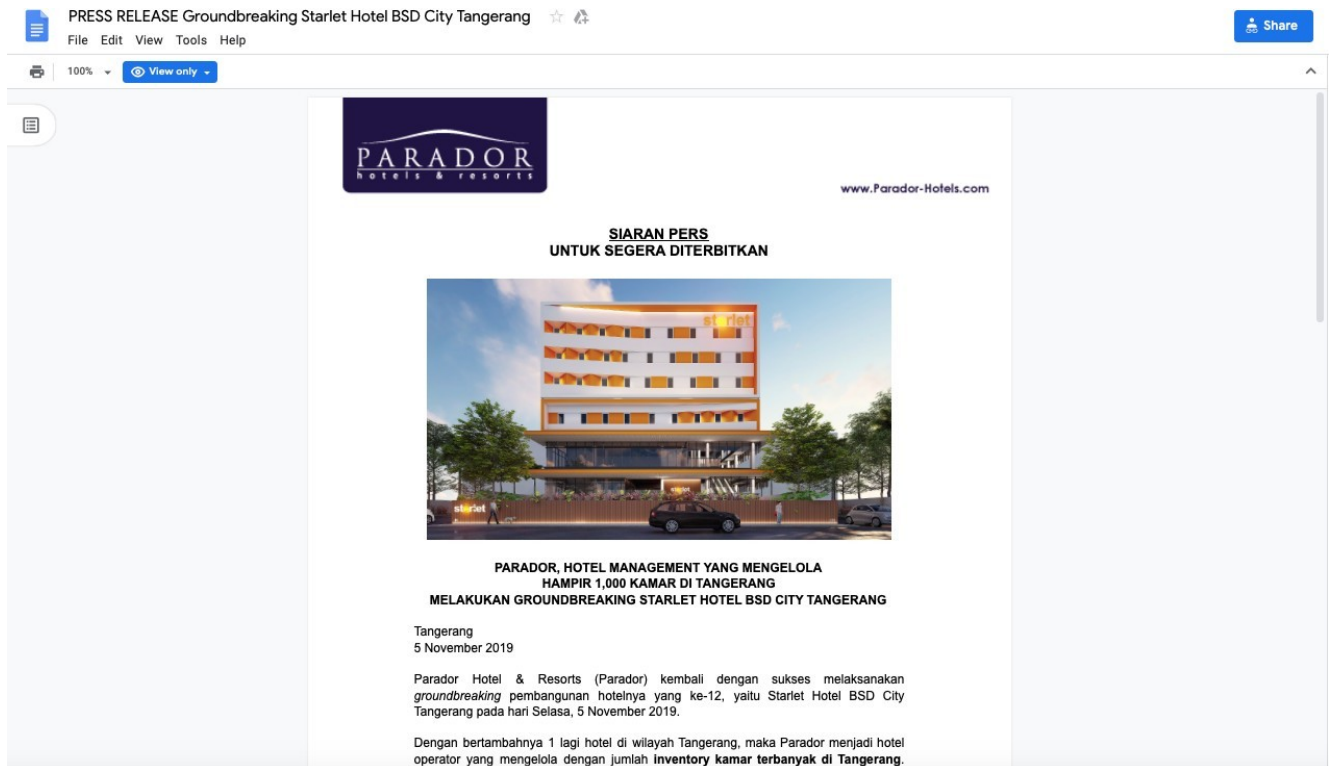 PRESS RELEASE Groundbreaking Starlet Hotel BSD City Tangerang
File Edit View Tools Help
Share
100% View only
PARADOR
hotels & resorts
www.Parador-Hotels.com
SIARAN PERS
UNTUK SEGERA DITERBITKAN
starlet
starlet
starlet
PARADOR, HOTEL MANAGEMENT YANG MENGELOLA
HAMPIR 1,000 KAMAR DI TANGERANG
MELAKUKAN GROUNDBREAKING STARLET HOTEL BSD CITY TANGERANG
Tangerang
5 November 2019
Parador Hotel & Resorts (Parador) kembali dengan sukses melaksanakan
groundbreaking pembangunan hotelnya yang ke-12, yaitu Starlet Hotel BSD City
Tangerang pada hari Selasa, 5 November 2019.
Dengan bertambahnya 1 lagi hotel di wilayah Tangerang, maka Parador menjadi hotel
operator yang mengelola dengan jumlah inventory kamar terbanyak di Tangerang.